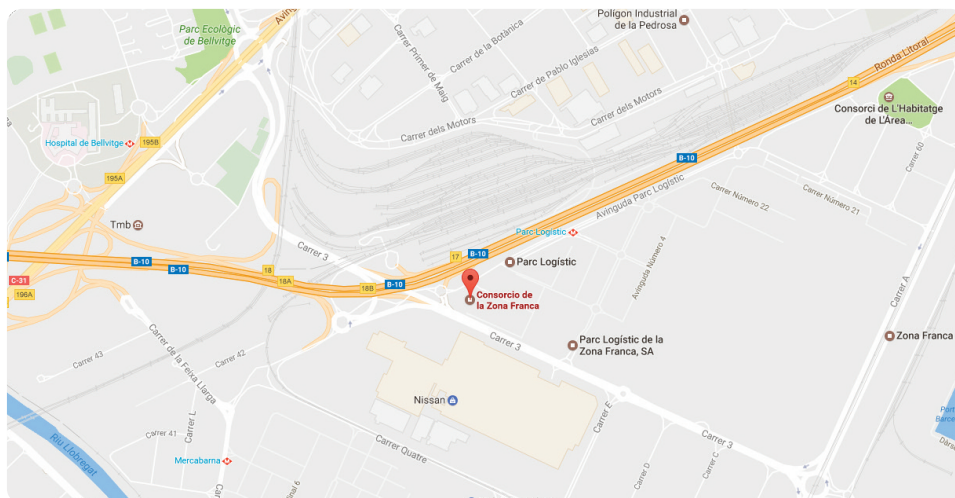 Parc Ecològic
de Bellvitge
Polígon Industrial
de la Pedrosa
Carrer de la Botànica
Carrer Primer de Maig
Carrer de Pablo Iglesias
Carrer dels Motors
Carrer dels Motors
Ronda Litoral
14
Consorci de L'Habitatge
de L'Àrea...
Carrer 60
Hospital de Bellvitge
195B
195A
B-10
B-10
Avinguda Parc Logístic
Carrer Número 22
Carrer Número 21
Tmb
Parc Logístic
Avinguda Número 4
Carrer 3
17
B-10
Parc Logístic
B-10
B-10
18
18A
18B
B-10
C-31
196A
Consorcio de
la Zona Franca
Carrer A
Carrer 43
Carrer de la Feixa Llarga
Carrer 42
Carrer 3
Parc Logístic de la
Zona Franca, SA
Zona Franca
Nissan
Carrer E
Carrer L
Carrer 41
Riu Llobregat
Mercabarna
Carrer Quatre
Carrer 3
Carrer D
Carrer C